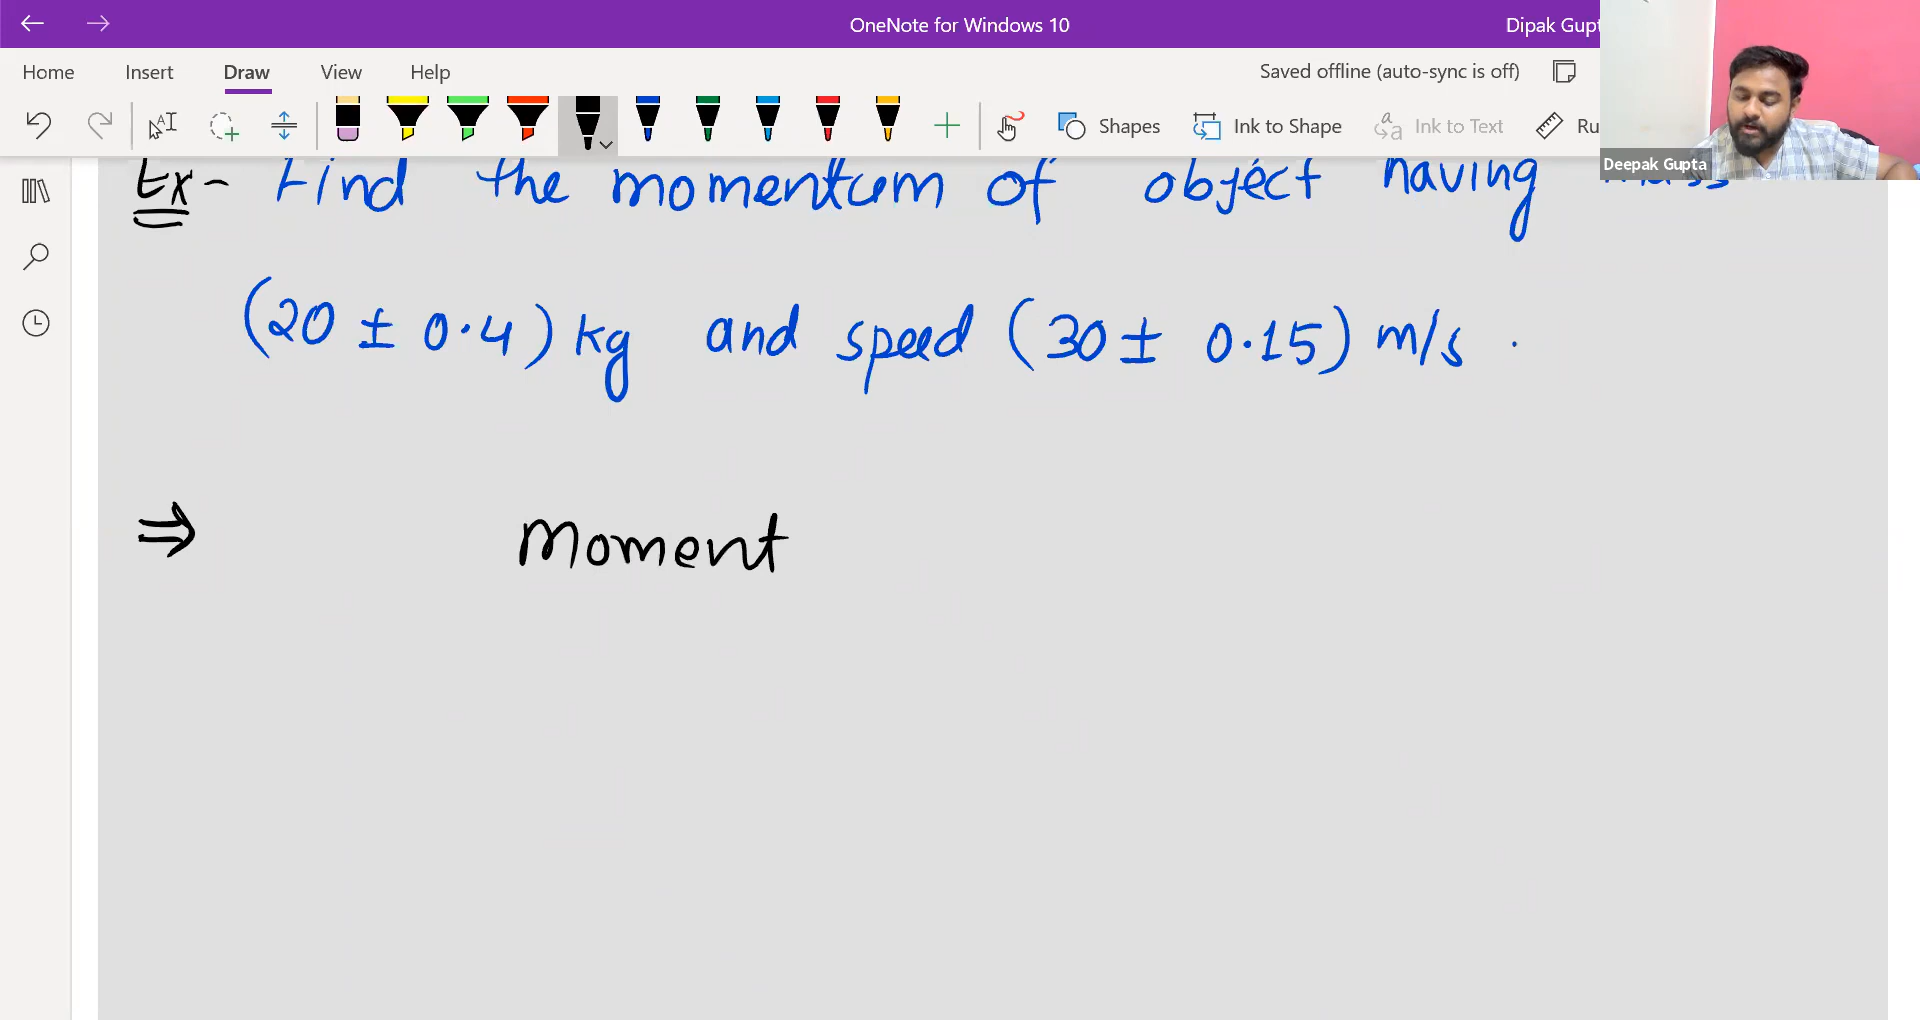 OneNote for Windows 10
Dipak Gupt
Home Insert Draw View Help
Saved offline (auto-sync is off)
Shapes Ink to Shape Ink to Text Ru
Deepak Gupta
Ex - Find the momentum of object having mass
(20 ± 0.4) kg and speed (30 ± 0.15) m/s .
⇒ Moment